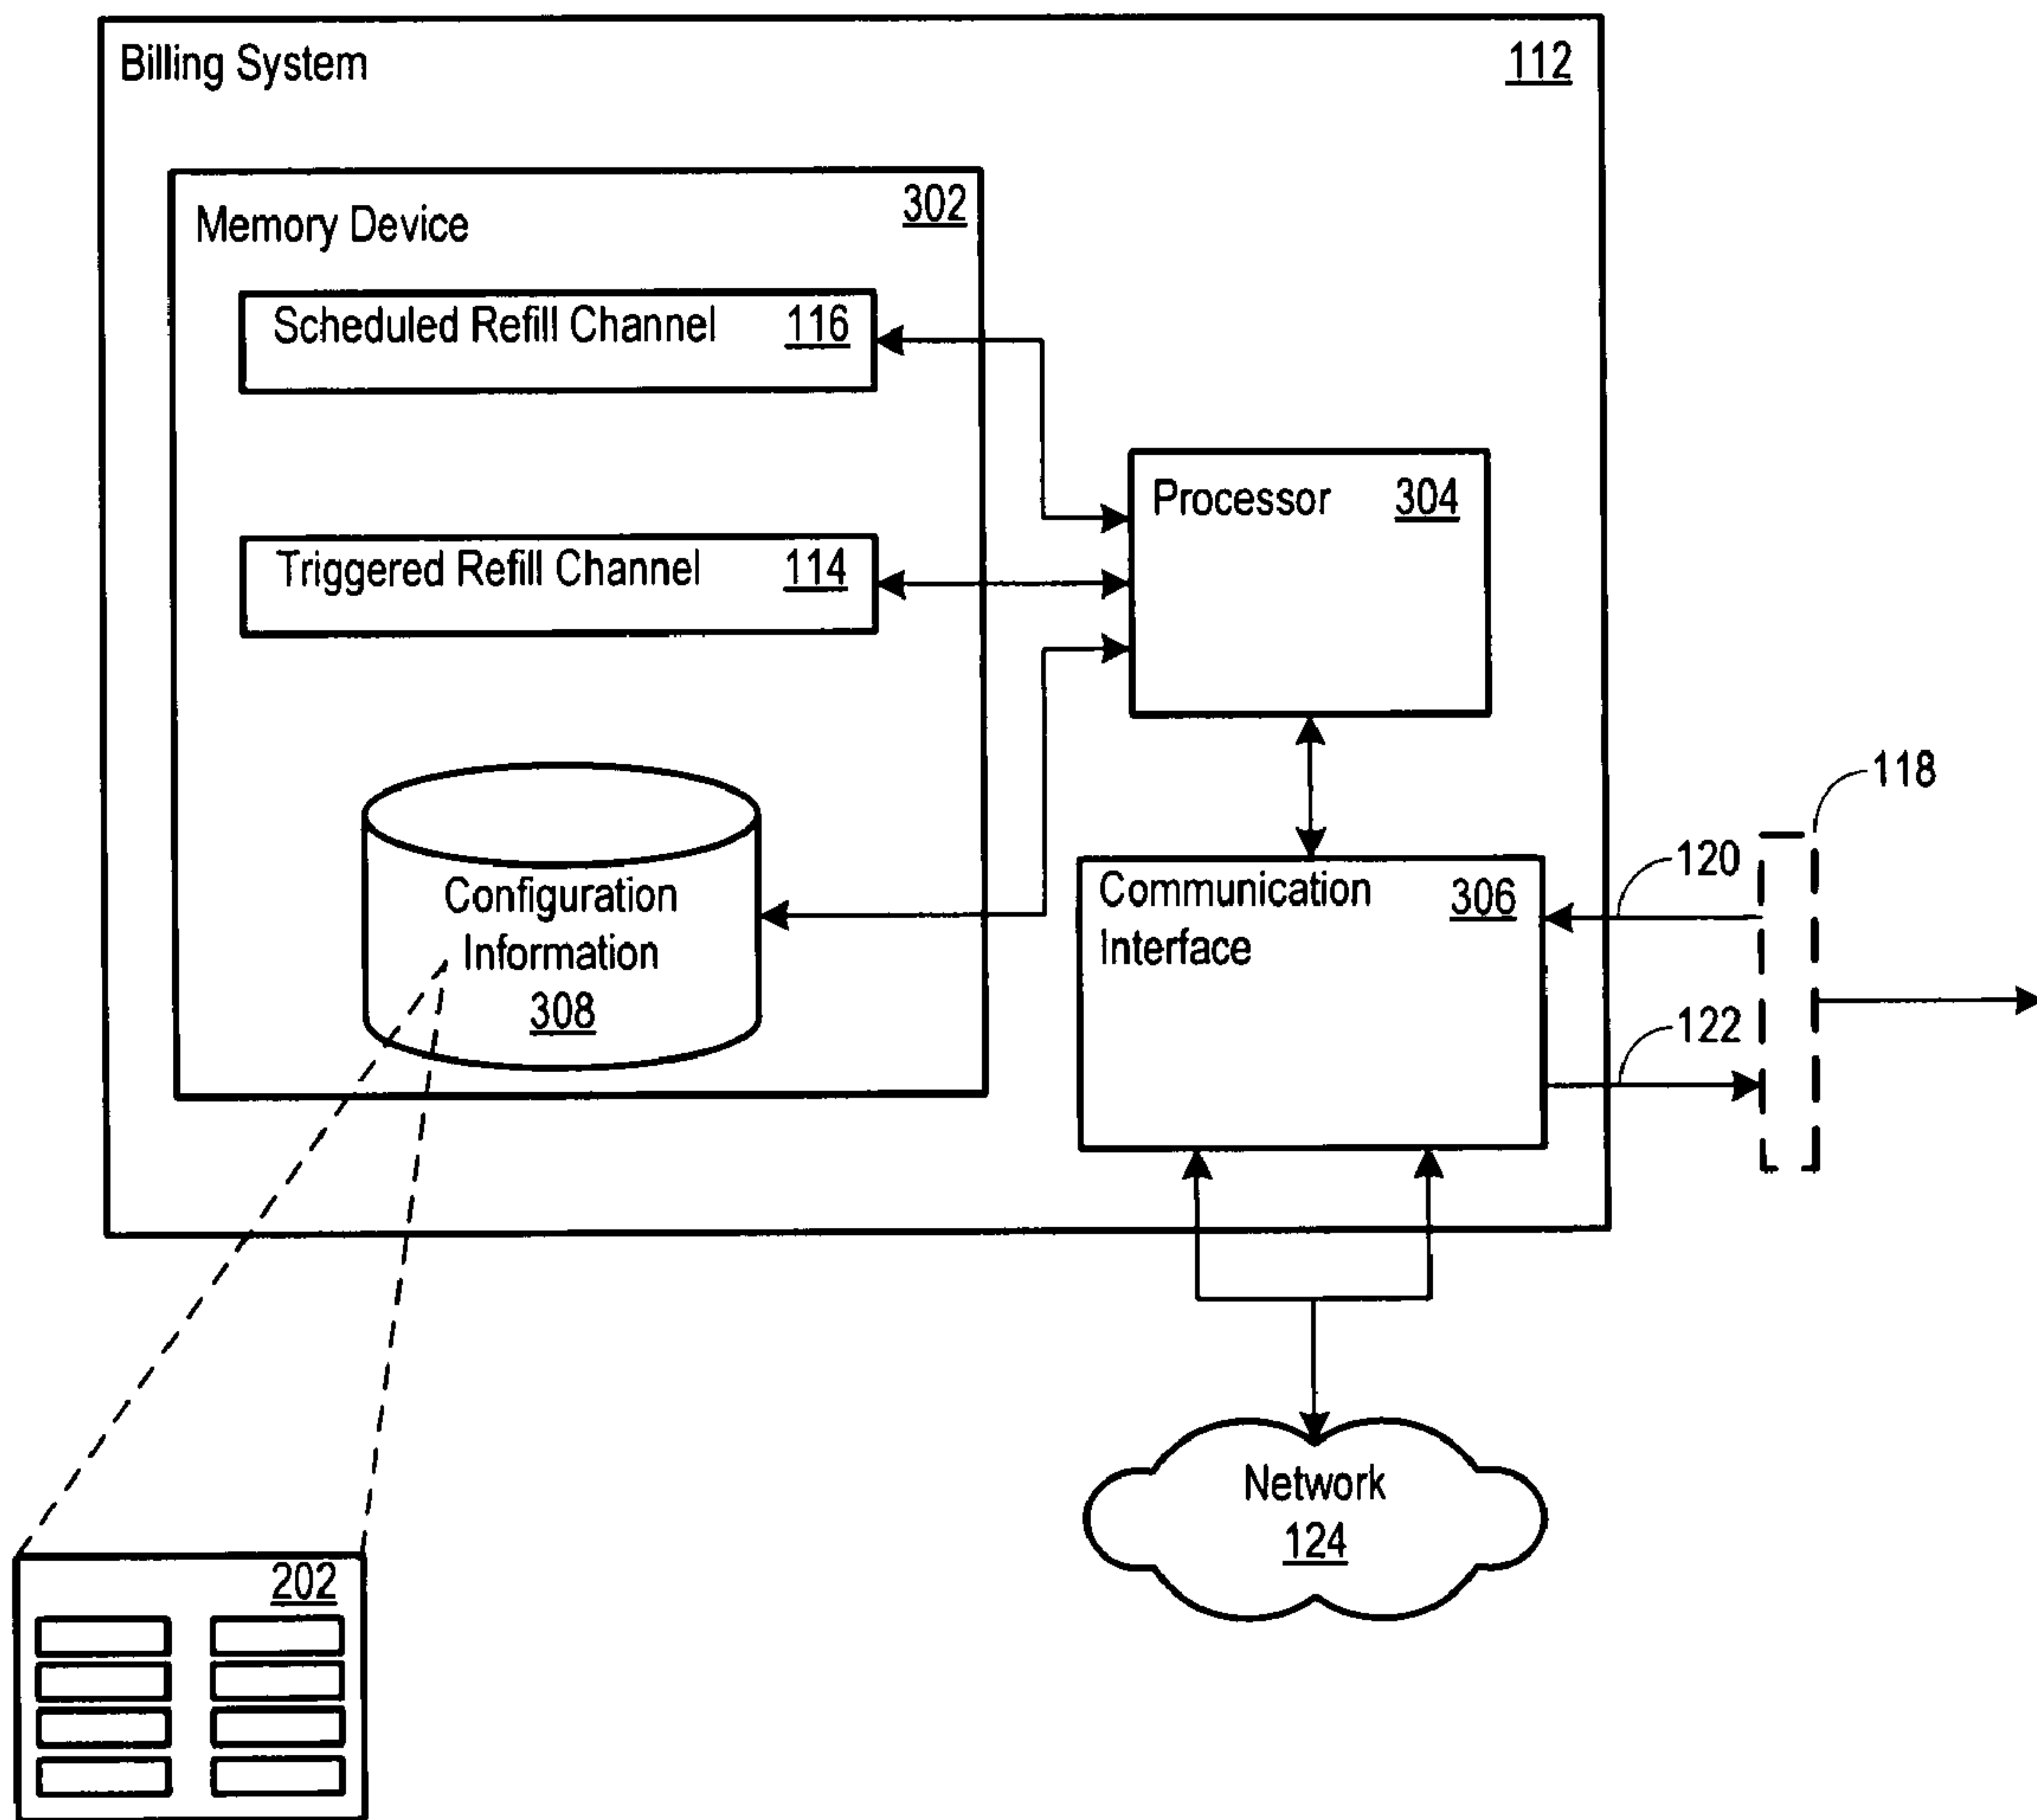 Billing System 112
Memory Device 302
Scheduled Refill Channel 116
Processor 304
Triggered Refill Channel 114
118
120
Communication 306
Interface
Configuration
Information
308
122
Network
124
202